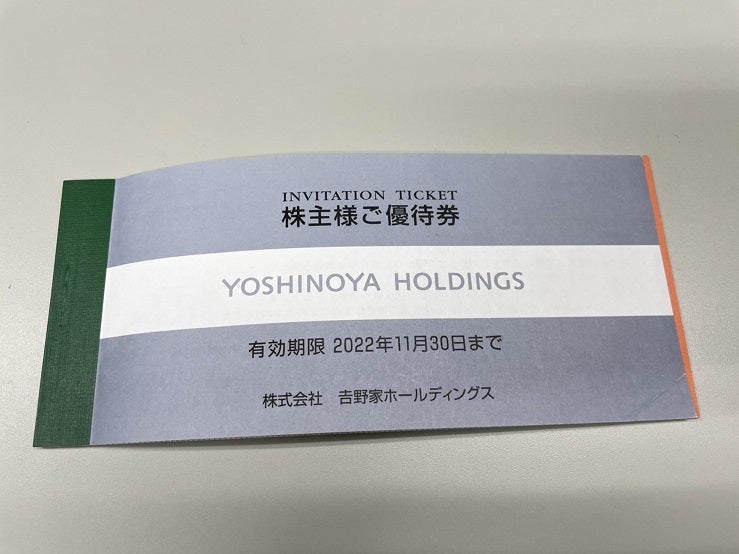 INVITATION TICKET
株主様ご優待券
YOSHINOYA HOLDINGS
有効期限 2022年11月30日まで
株式会社 𠮷野家ホールディングス